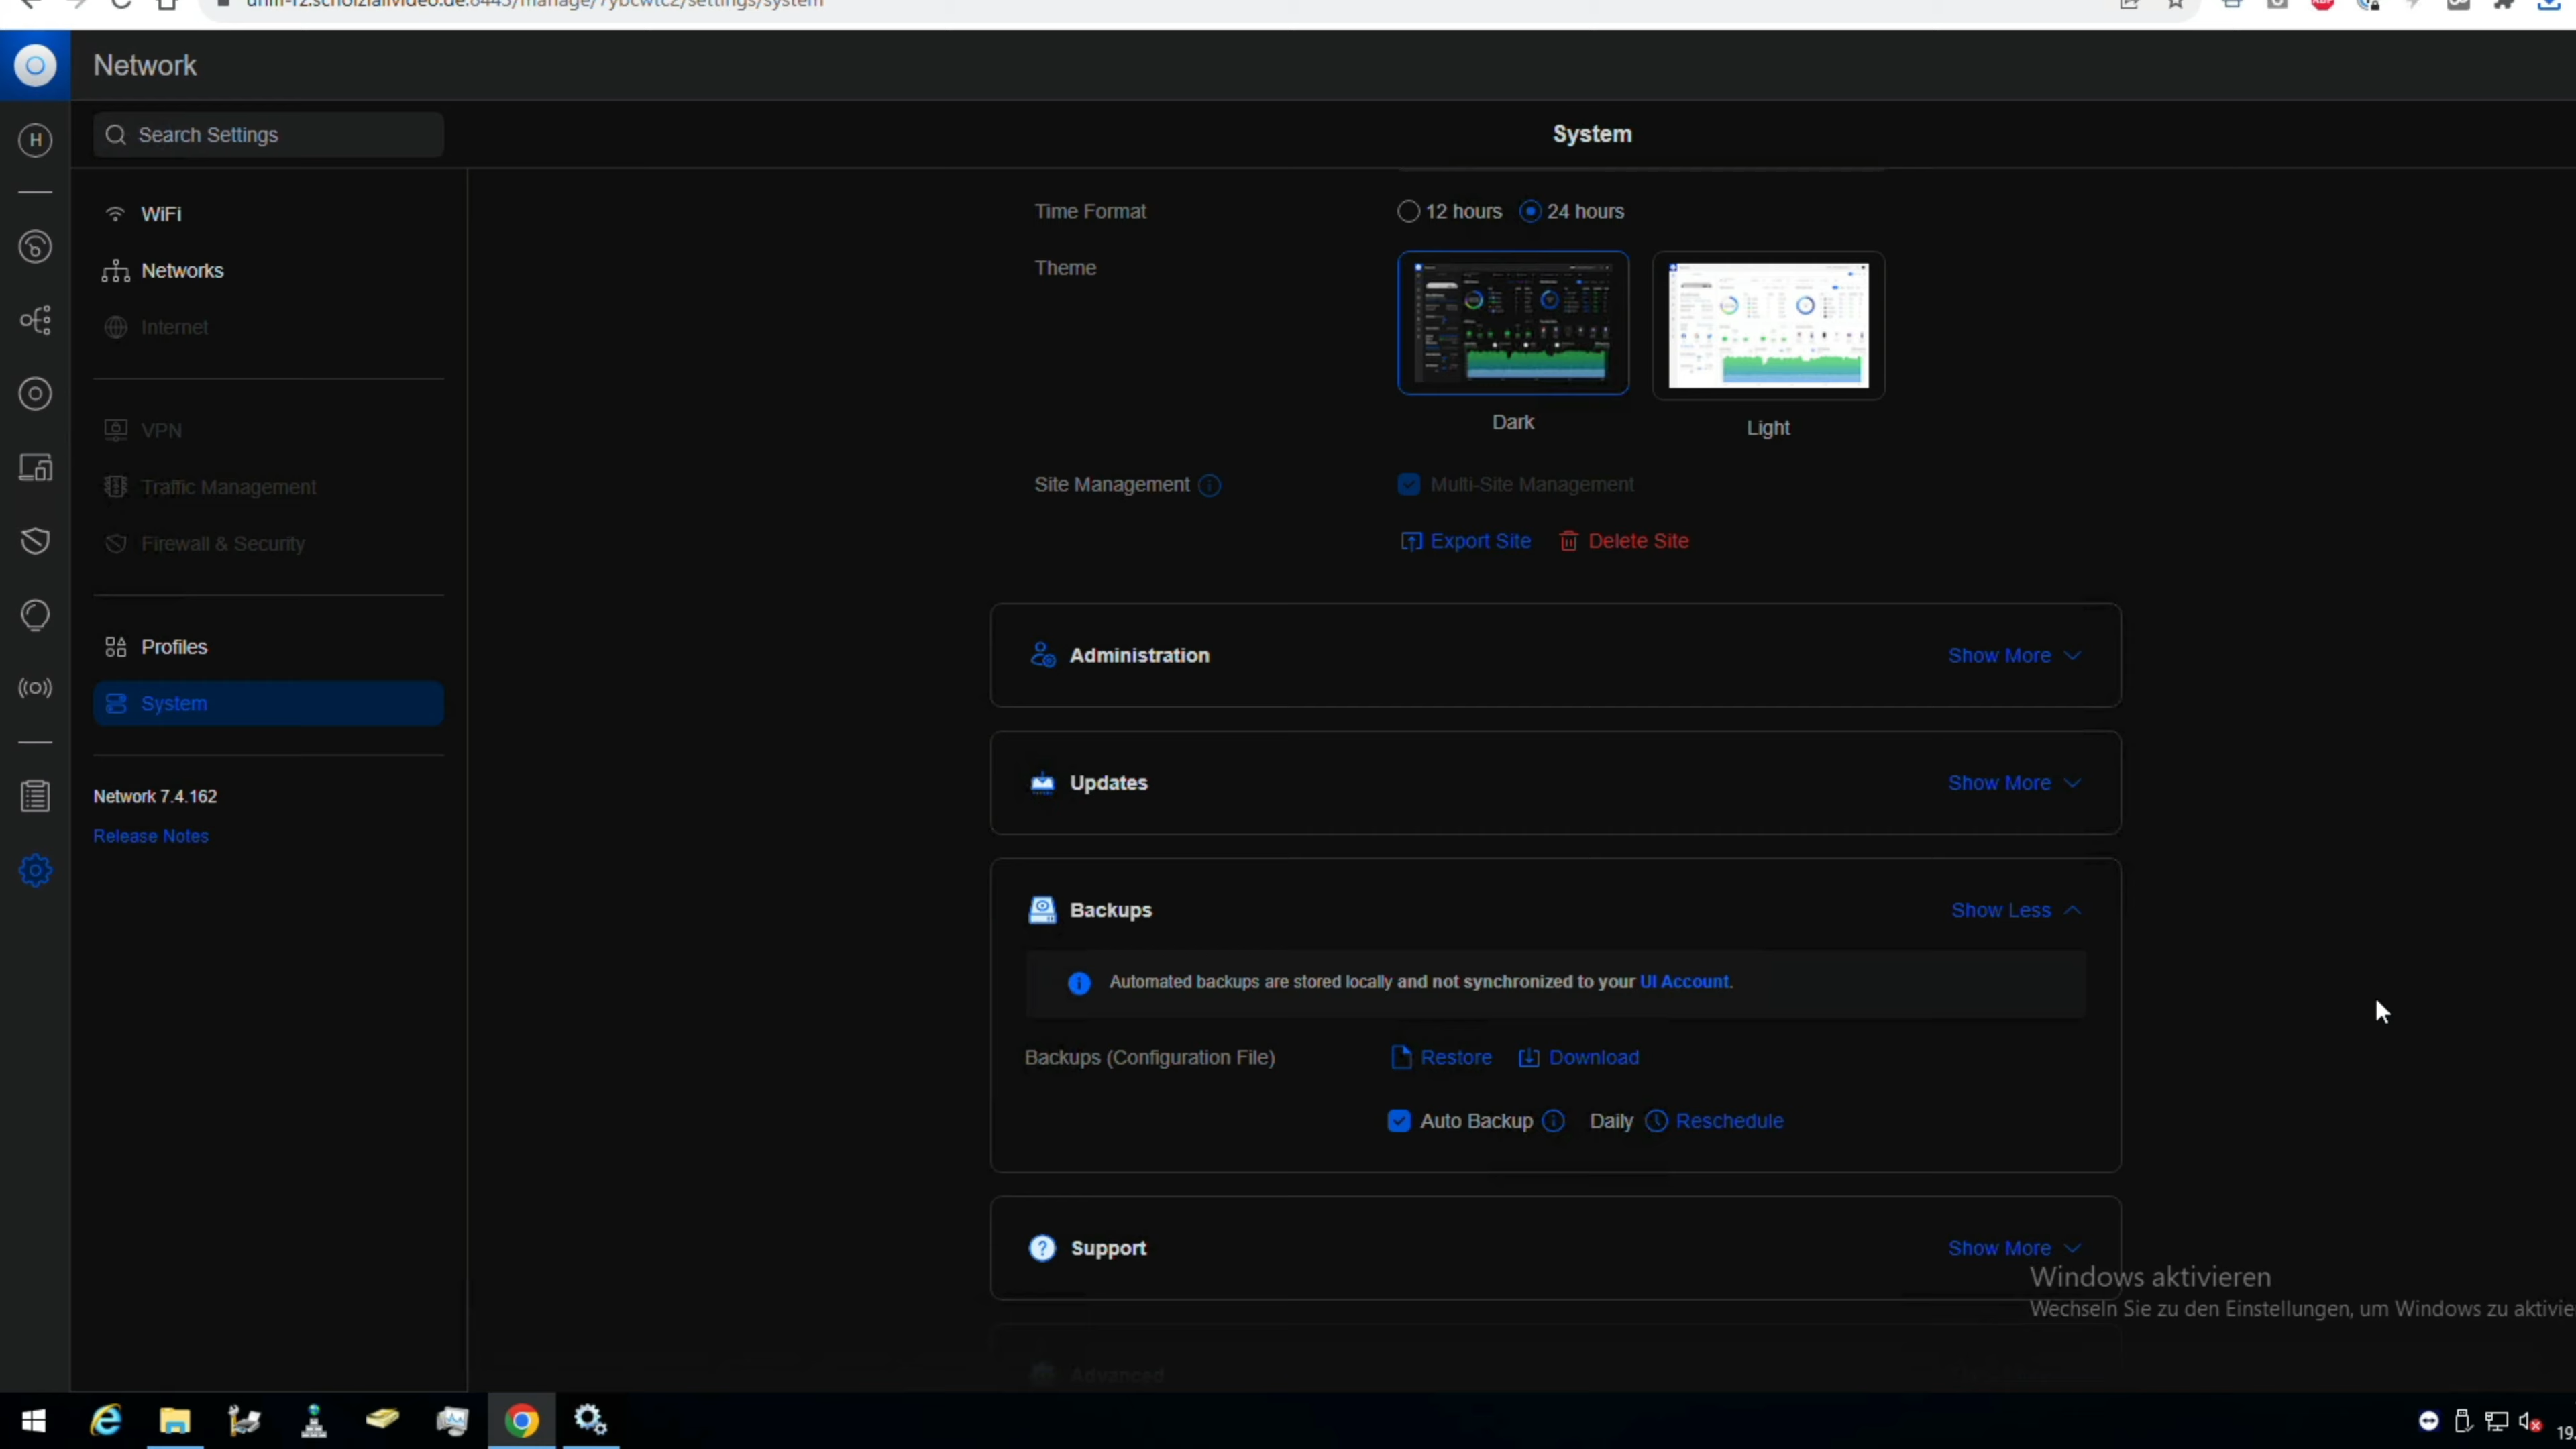 Network
H
Search Settings
System
WiFi
Networks
Internet
VPN
Traffic Management
Firewall & Security
Profiles
System
Network 7.4.162
Release Notes
Time Format
12 hours
24 hours
Theme
Dark
Light
Site Management
Multi-Site Management
Export Site
Delete Site
Administration
Show More
Updates
Show More
Backups
Show Less
Automated backups are stored locally and not synchronized to your UI Account.
Backups (Configuration File)
Restore
Download
Auto Backup
Daily
Reschedule
Support
Show More
Windows aktivieren
Wechseln Sie zu den Einstellungen, um Windows zu aktivie
Advanced
19.